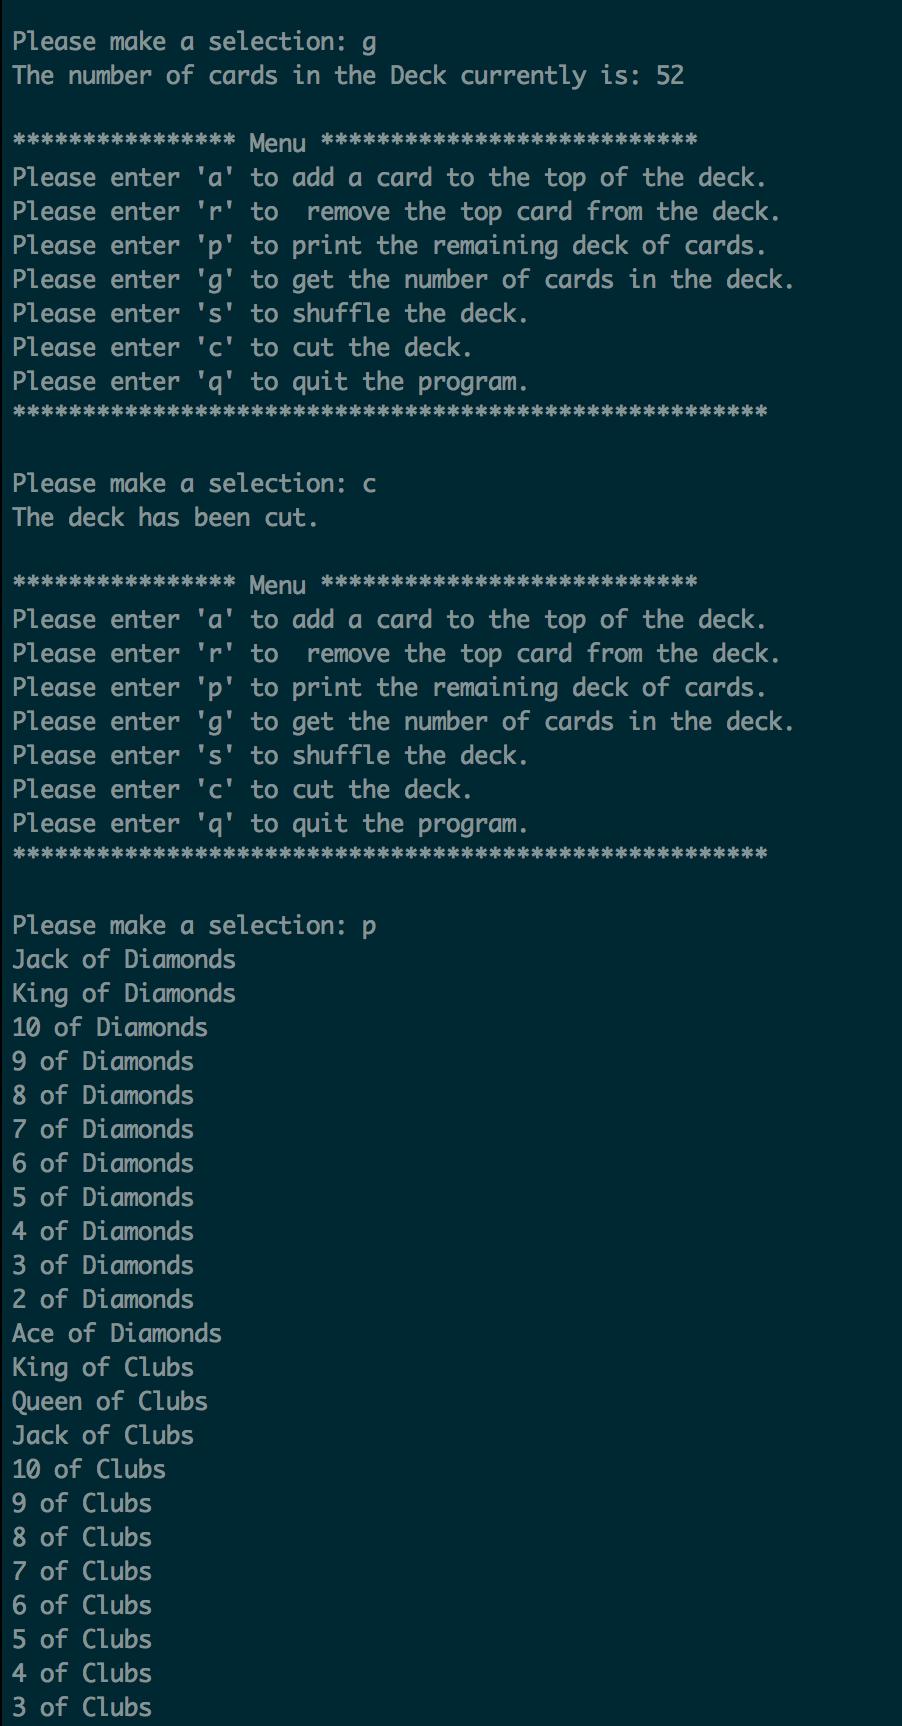 Please make a selection: g
The number of cards in the Deck currently is: 52
**************** Menu ***************************
Please enter 'a' to add a card to the top of the deck.
Please enter 'r' to  remove the top card from the deck.
Please enter 'p' to print the remaining deck of cards.
Please enter 'g' to get the number of cards in the deck.
Please enter 's' to shuffle the deck.
Please enter 'c' to cut the deck.
Please enter 'q' to quit the program.
******************************************************
Please make a selection: c
The deck has been cut.
**************** Menu ***************************
Please enter 'a' to add a card to the top of the deck.
Please enter 'r' to  remove the top card from the deck.
Please enter 'p' to print the remaining deck of cards.
Please enter 'g' to get the number of cards in the deck.
Please enter 's' to shuffle the deck.
Please enter 'c' to cut the deck.
Please enter 'q' to quit the program.
******************************************************
Please make a selection: p
Jack of Diamonds
King of Diamonds
10 of Diamonds
9 of Diamonds
8 of Diamonds
7 of Diamonds
6 of Diamonds
5 of Diamonds
4 of Diamonds
3 of Diamonds
2 of Diamonds
Ace of Diamonds
King of Clubs
Queen of Clubs
Jack of Clubs
10 of Clubs
9 of Clubs
8 of Clubs
7 of Clubs
6 of Clubs
5 of Clubs
4 of Clubs
3 of Clubs